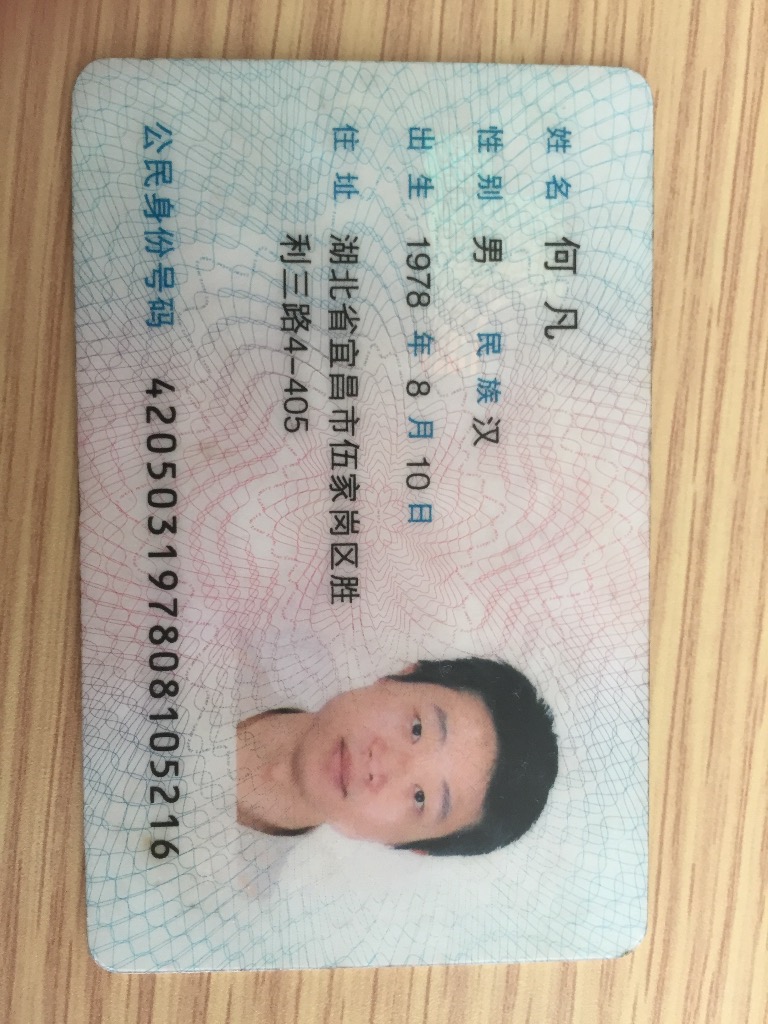 姓名 何凡
性别 男 民族 汉
出生 1978 年 8 月 10 日
住址 湖北省宜昌市伍家岗区胜
利三路4-405
公民身份号码 420503197808105216